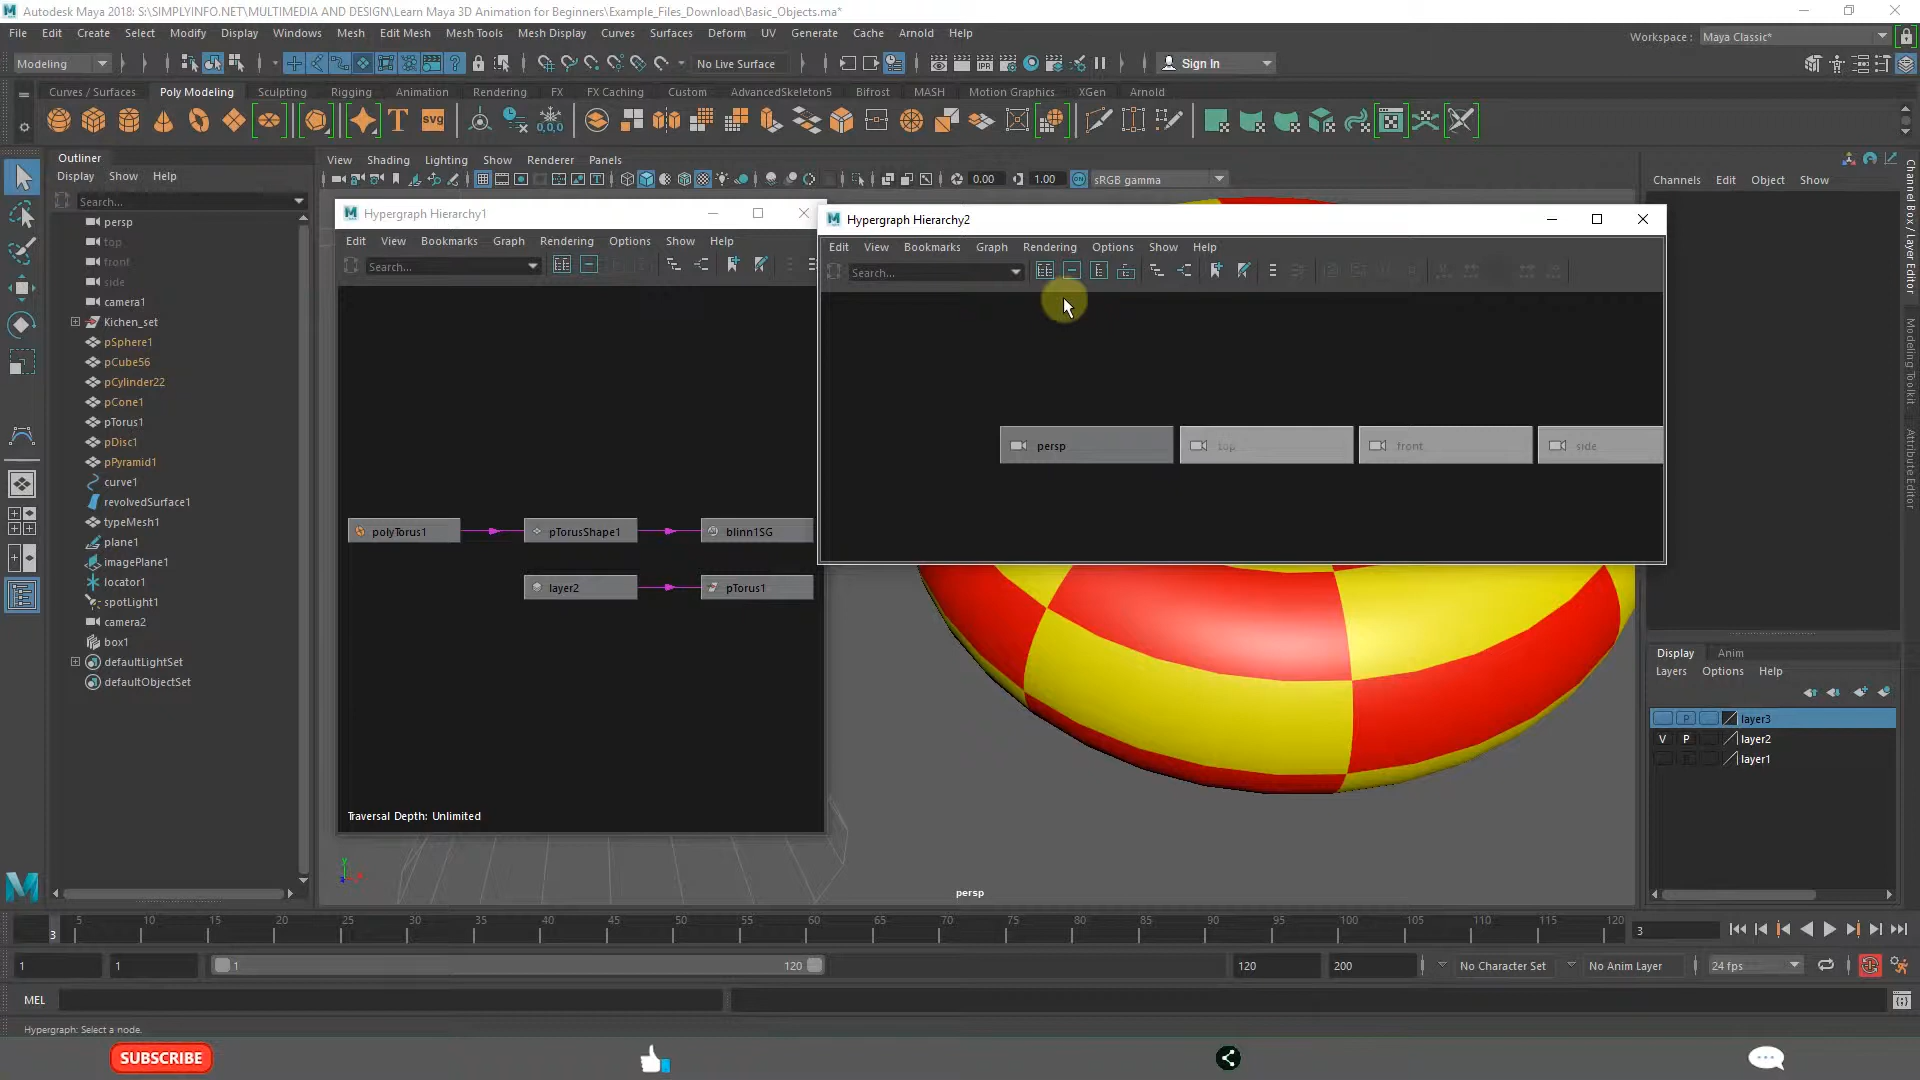 Autodesk Maya 2018: S:\SIMPLYINFO.NET\MULTIMEDIA AND DESIGN\Learn Maya 3D Animation for Beginners\Example_Files_Download\Basic_Objects.ma*
File Edit Create Select Modify Display Windows Mesh Edit Mesh Mesh Tools Mesh Display Curves Surfaces Deform UV Generate Cache Arnold Help
Workspace : Maya Classic*
Modeling No Live Surface Sign In
Curves / Surfaces Poly Modeling Sculpting Rigging Animation Rendering FX FX Caching Custom AdvancedSkeleton5 Bifrost MASH Motion Graphics XGen Arnold
Outliner
Display Show Help
Search...
persp
top
front
side
camera1
Kichen_set
pSphere1
pCube56
pCylinder22
pCone1
pTorus1
pDisc1
pPyramid1
curve1
revolvedSurface1
typeMesh1
plane1
imagePlane1
locator1
spotLight1
camera2
box1
defaultLightSet
defaultObjectSet
View Shading Lighting Show Renderer Panels
0.00 1.00 sRGB gamma
Hypergraph Hierarchy1
Edit View Bookmarks Graph Rendering Options Show Help
Search...
polyTorus1 pTorusShape1 blinn1SG
layer2 pTorus1
Traversal Depth: Unlimited
Hypergraph Hierarchy2
Edit View Bookmarks Graph Rendering Options Show Help
Search...
persp top front side
persp
Channels Edit Object Show
Channel Box / Layer Editor
Modeling Toolkit
Attribute Editor
Display Anim
Layers Options Help
P layer3
V P layer2
layer1
5 10 15 20 25 30 35 40 45 50 55 60 65 70 75 80 85 90 95 100 105 110 115 120
3 3
1 1 1 120 120 200 No Character Set No Anim Layer 24 fps
MEL
Hypergraph: Select a node.
SUBSCRIBE